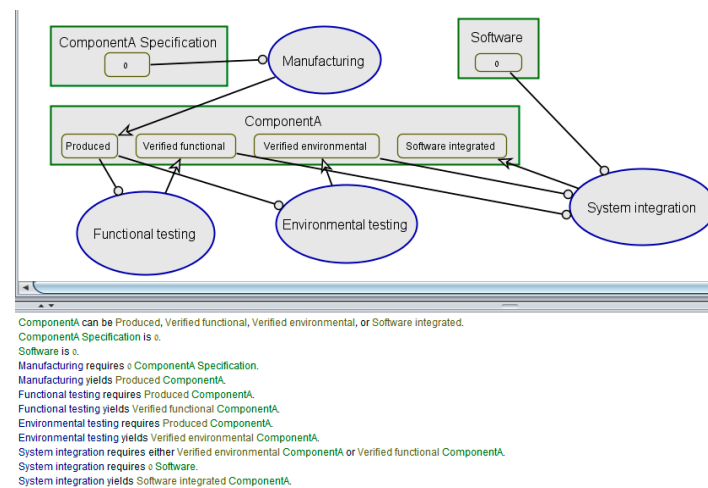 ComponentA Specification
0
Manufacturing
Software
0
ComponentA
Produced
Verified functional
Verified environmental
Software integrated
Functional testing
Environmental testing
System integration
ComponentA can be Produced, Verified functional, Verified environmental, or Software integrated.
ComponentA Specification is 0.
Software is 0.
Manufacturing requires 0 ComponentA Specification.
Manufacturing yields Produced ComponentA.
Functional testing requires Produced ComponentA.
Functional testing yields Verified functional ComponentA.
Environmental testing requires Produced ComponentA.
Environmental testing yields Verified environmental ComponentA.
System integration requires either Verified environmental ComponentA or Verified functional ComponentA.
System integration requires 0 Software.
System integration yields Software integrated ComponentA.